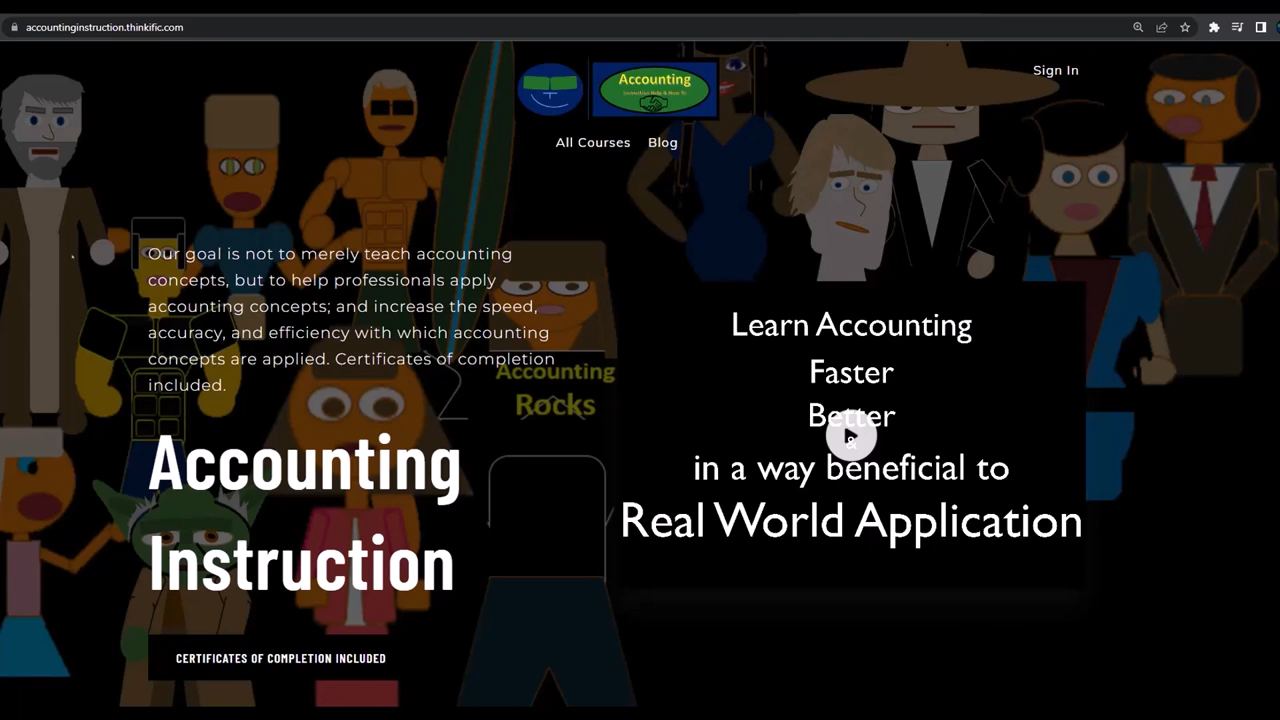 accountinginstruction.thinkific.com
Accounting
Sign In
All Courses Blog
Our goal is not to merely teach accounting
concepts, but to help professionals apply
accounting concepts; and increase the speed,
accuracy, and efficiency with which accounting
concepts are applied. Certificates of completion
included.
Accounting
Rocks
Accounting
Instruction
CERTIFICATES OF COMPLETION INCLUDED
Learn Accounting
Faster
Better
&
in a way beneficial to
Real World Application